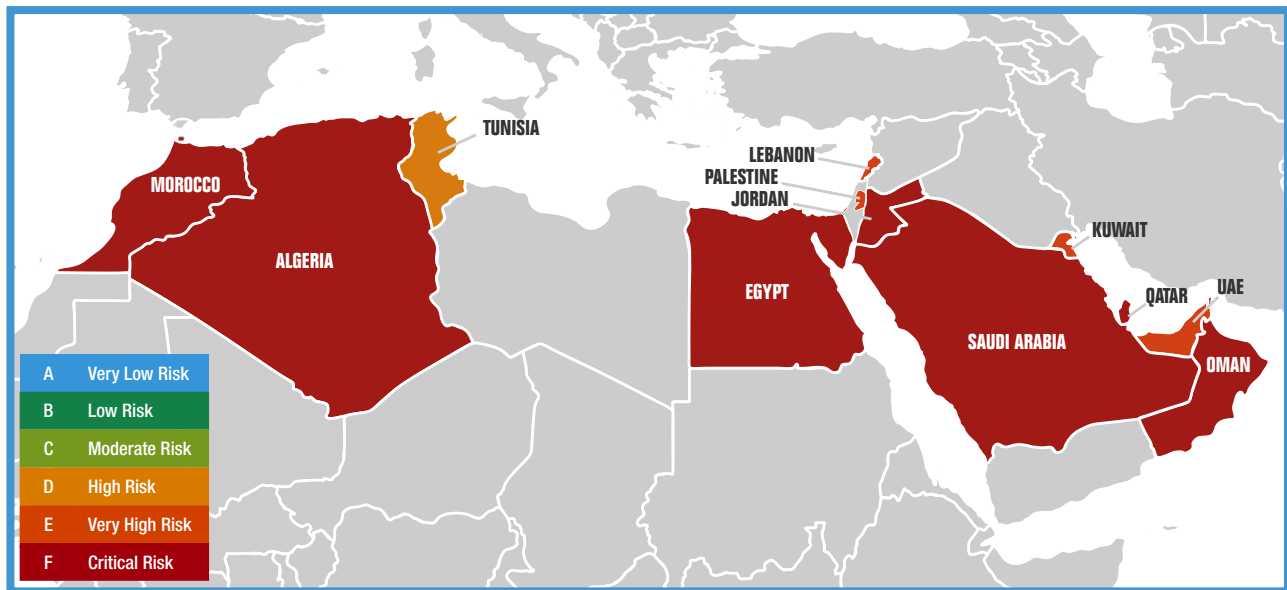 TUNISIA
LEBANON
PALESTINE
JORDAN
MOROCCO
ALGERIA
EGYPT
SAUDI ARABIA
KUWAIT
QATAR
UAE
OMAN
A Very Low Risk
B Low Risk
C Moderate Risk
D High Risk
E Very High Risk
F Critical Risk